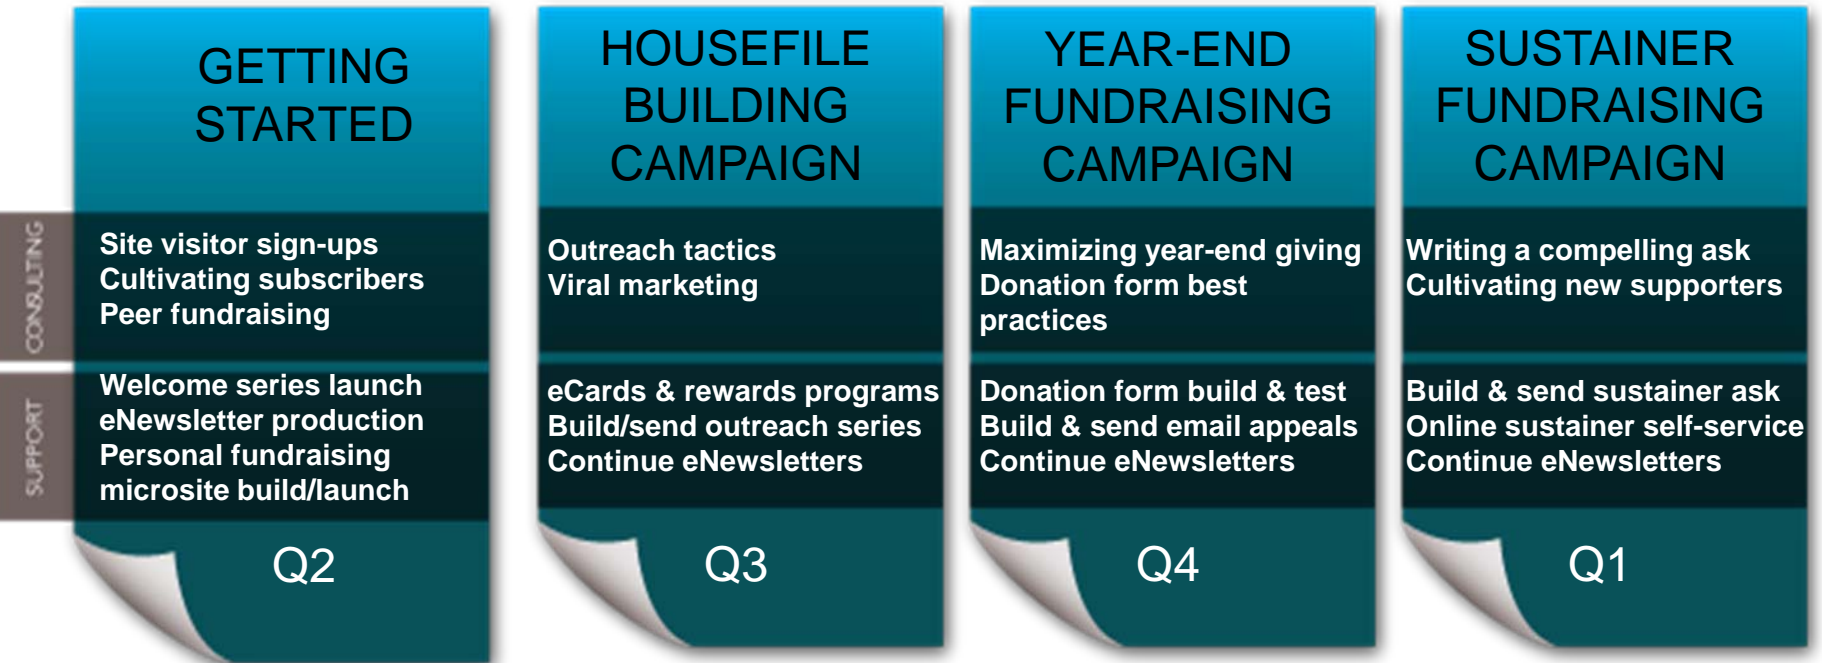 GETTING
STARTED
HOUSEFILE
BUILDING
CAMPAIGN
YEAR-END
FUNDRAISING
CAMPAIGN
SUSTAINER
FUNDRAISING
CAMPAIGN
CONSULTING
Site visitor sign-ups
Cultivating subscribers
Peer fundraising
Outreach tactics
Viral marketing
Maximizing year-end giving
Donation form best
practices
Writing a compelling ask
Cultivating new supporters
SUPPORT
Welcome series launch
eNewsletter production
Personal fundraising
microsite build/launch
eCards & rewards programs
Build/send outreach series
Continue eNewsletters
Donation form build & test
Build & send email appeals
Continue eNewsletters
Build & send sustainer ask
Online sustainer self-service
Continue eNewsletters
Q2
Q3
Q4
Q1